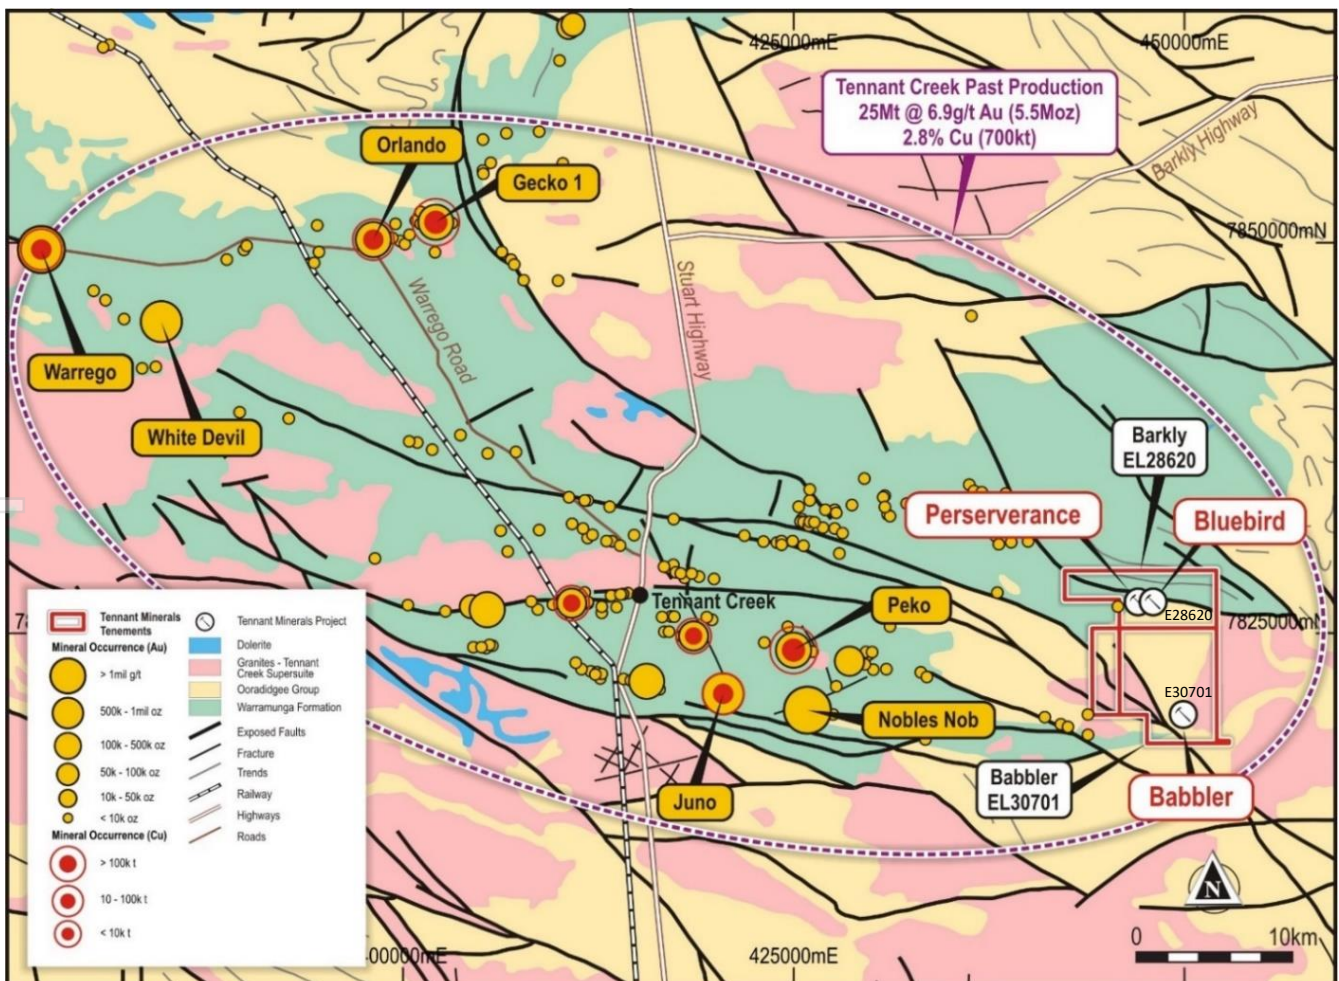 425000mE
450000mE
Tennant Creek Past Production
25Mt @ 6.9g/t Au (5.5Moz)
2.8% Cu (700kt)
Barkly Highway
Orlando
Gecko 1
7850000mN
Stuart Highway
Warrego Road
Warrego
White Devil
Barkly
EL28620
Perserverance
Bluebird
Tennant Creek
Peko
E28620
7825000mN
E30701
Nobles Nob
Juno
Babbler
EL30701
Babbler
Tennant Minerals
Tenements
Mineral Occurrence (Au)
> 1mil g/t
500k - 1mil oz
100k - 500k oz
50k - 100k oz
10k - 50k oz
< 10k oz
Mineral Occurrence (Cu)
> 100k t
10 - 100k t
< 10k t
Tennant Minerals Project
Dolerite
Granites - Tennant
Creek Supersuite
Ooradidgee Group
Warramunga Formation
Exposed Faults
Fracture
Trends
Railway
Highways
Roads
N
0 10km
00000mE
425000mE